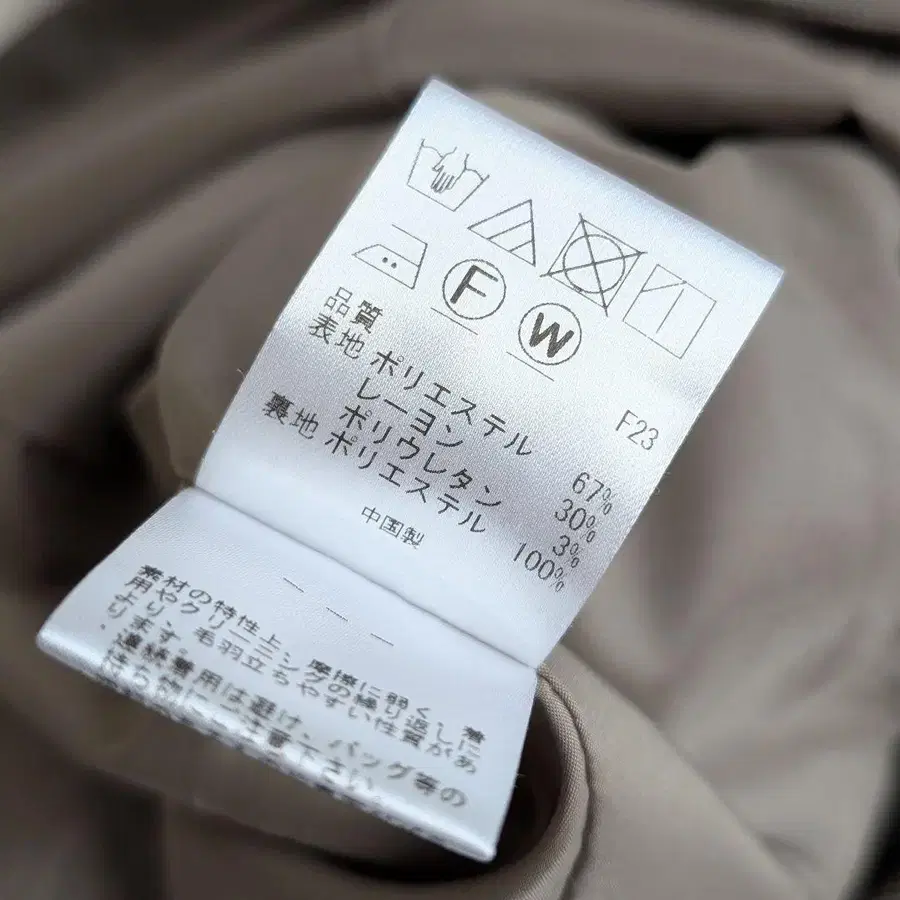 F W
品質 F23
表地 ポリエステル 67%
レーヨン 30%
ポリウレタン 3%
裏地 ポリエステル 100%
中国製
素材の特性上、摩擦に弱く、着
用やクリーニングの繰り返しに
より、毛羽立ちやすい性質があ
ります。
・連続着用は避け、バッグ等の